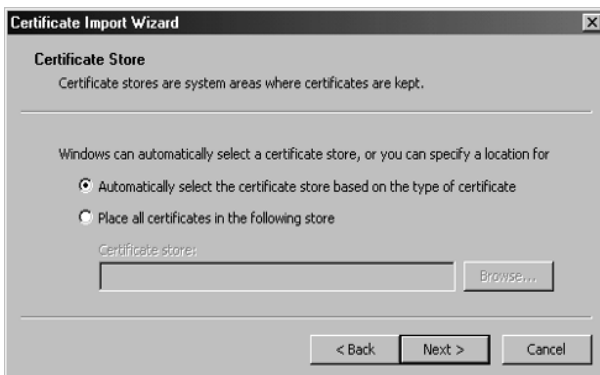 Certificate Import Wizard
Certificate Store
Certificate stores are system areas where certificates are kept.
Windows can automatically select a certificate store, or you can specify a location for
Automatically select the certificate store based on the type of certificate
Place all certificates in the following store
Certificate store:
Browse...
< Back Next > Cancel